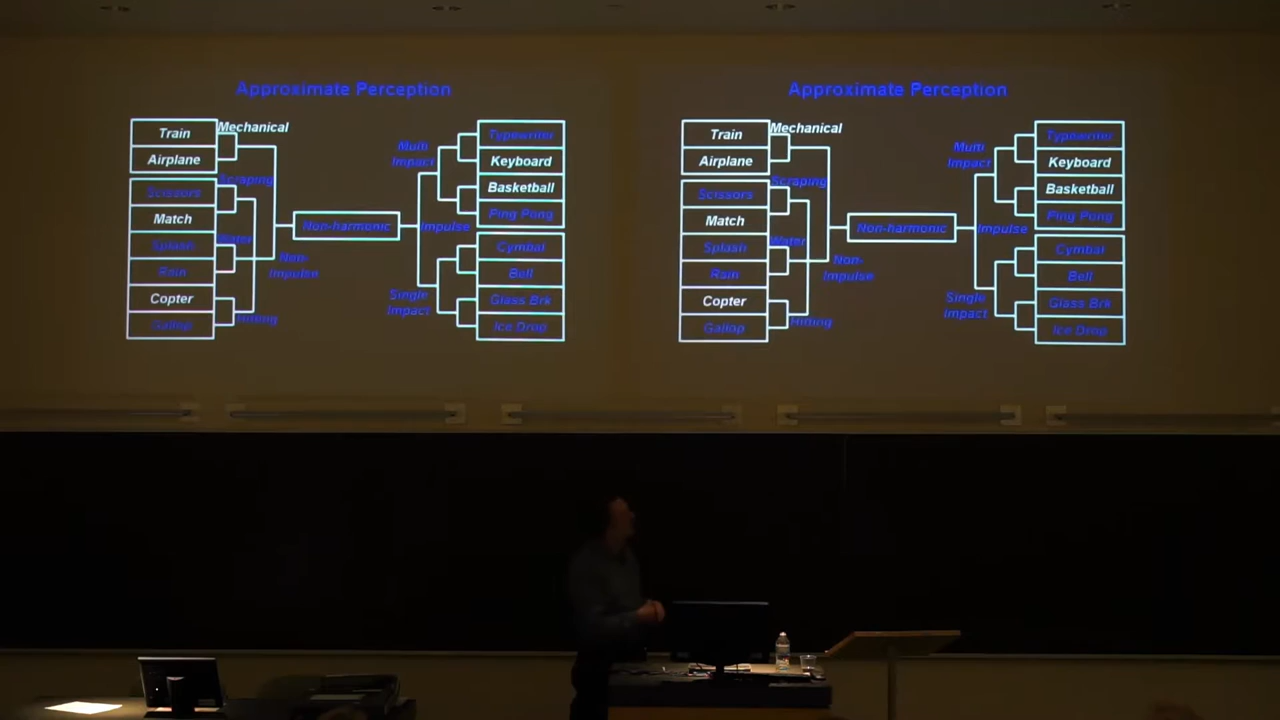 Approximate Perception
Train
Airplane
Scissors
Match
Splash
Rain
Copter
Gallop
Mechanical
Scraping
Water
Hitting
Non-
Impulse
Non-harmonic
Impulse
Multi
Impact
Single
Impact
Typewriter
Keyboard
Basketball
Ping Pong
Cymbal
Bell
Glass Brk
Ice Drop
Approximate Perception
Train
Airplane
Scissors
Match
Splash
Rain
Copter
Gallop
Mechanical
Scraping
Water
Hitting
Non-
Impulse
Non-harmonic
Impulse
Multi
Impact
Single
Impact
Typewriter
Keyboard
Basketball
Ping Pong
Cymbal
Bell
Glass Brk
Ice Drop